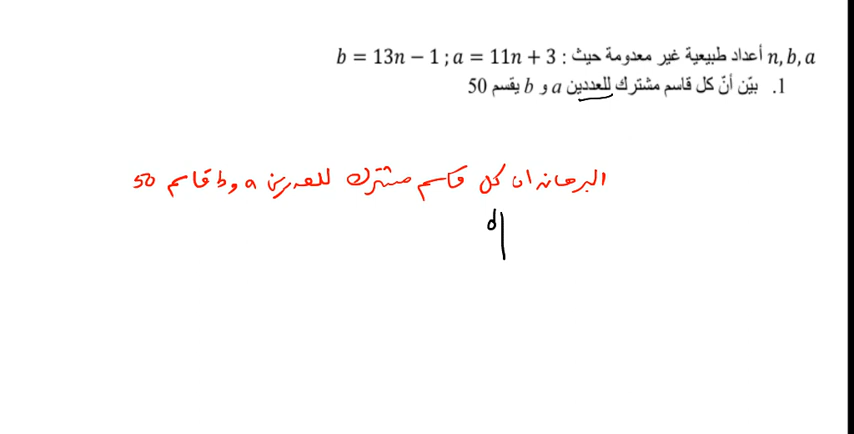 n, b, a أعداد طبيعية غير معدومة حيث : b = 13n − 1 ; a = 11n + 3
1. بيّن أنّ كل قاسم مشترك للعددين a و b يقسم 50
البرهان ان كل قاسم مشترك للعددين a و b قاسم 50
d|